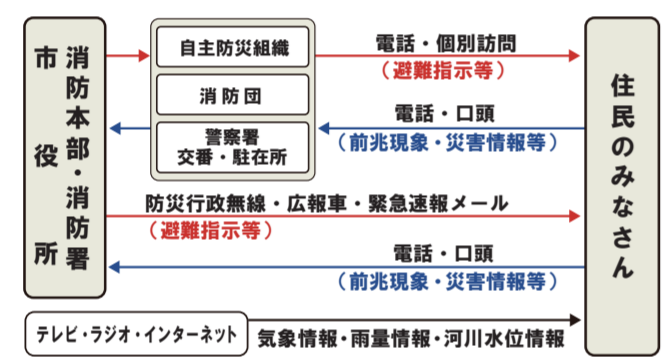 市役所
消防本部・消防署
自主防災組織
消防団
警察署
交番・駐在所
電話・個別訪問
（避難指示等）
電話・口頭
（前兆現象・災害情報等）
防災行政無線・広報車・緊急速報メール
（避難指示等）
電話・口頭
（前兆現象・災害情報等）
住民のみなさん
テレビ・ラジオ・インターネット
気象情報・雨量情報・河川水位情報